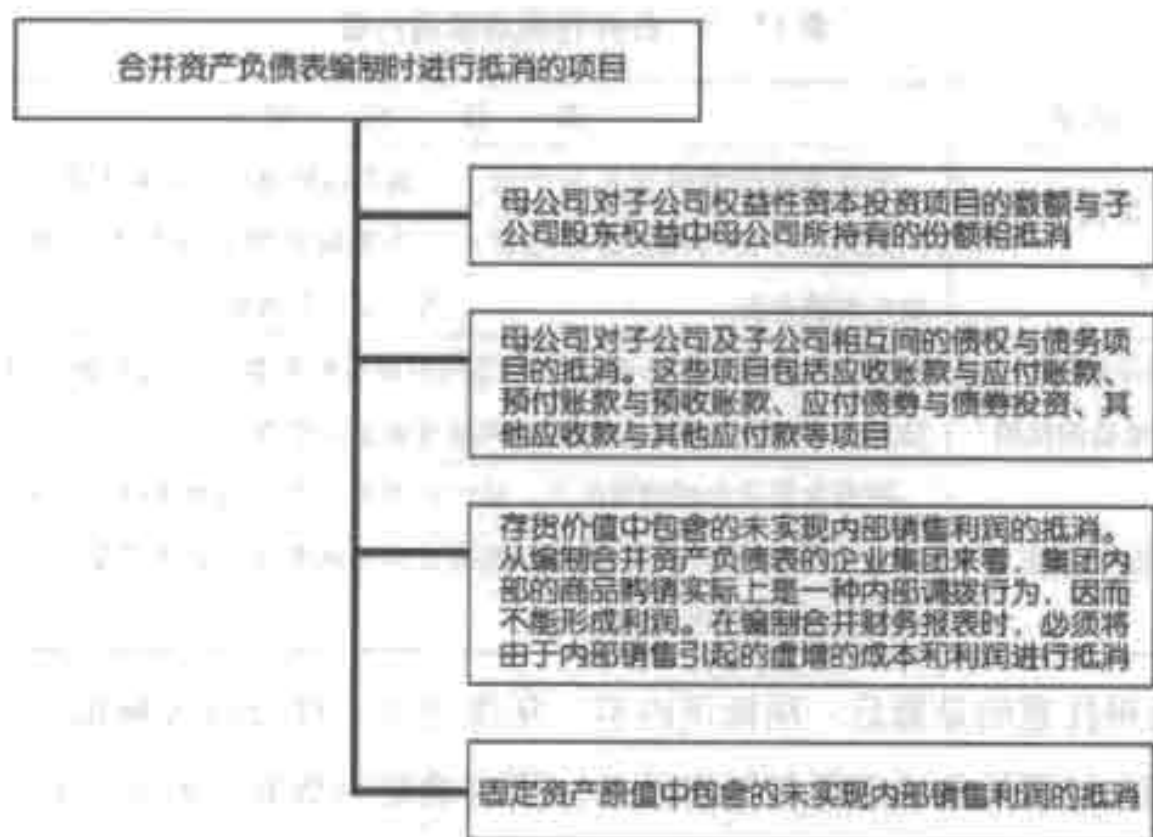 合并资产负债表编制时进行抵消的项目
母公司对子公司权益性资本投资项目的数额与子
公司股东权益中母公司所持有的份额相抵消
母公司对子公司及子公司相互间的债权与债务项
目的抵消。这些项目包括应收账款与应付账款、
预付账款与预收账款、应付债券与债券投资、其
他应收款与其他应付款等项目
存货价值中包含的未实现内部销售利润的抵消。
从编制合并资产负债表的企业集团来看，集团内
部的商品购销实际上是一种内部调拨行为，因而
不能形成利润。在编制合并财务报表时，必须将
由于内部销售引起的虚增的成本和利润进行抵消
固定资产原值中包含的未实现内部销售利润的抵消